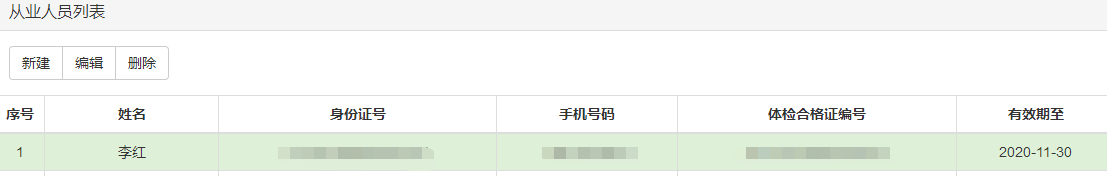 从业人员列表
新建 编辑 删除
序号 姓名 身份证号 手机号码 体检合格证编号 有效期至
1 李红 2020-11-30